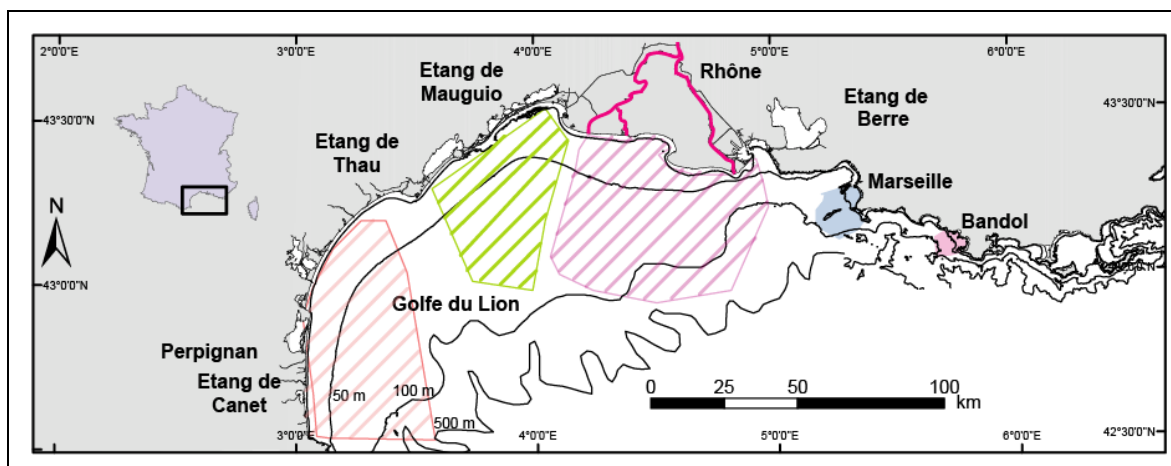 2°0'0"E
3°0'0"E
4°0'0"E
5°0'0"E
6°0'0"E
Etang de
Mauguio
Rhône
Etang de
Berre
43°30'0"N
43°30'0"N
Etang de
Thau
Marseille
N
Bandol
43°0'0"N
Golfe du Lion
Perpignan
Etang de
Canet
50 m
100 m
500 m
0
25
50
100
km
3°0'0"E
4°0'0"E
5°0'0"E
6°0'0"E
42°30'0"N